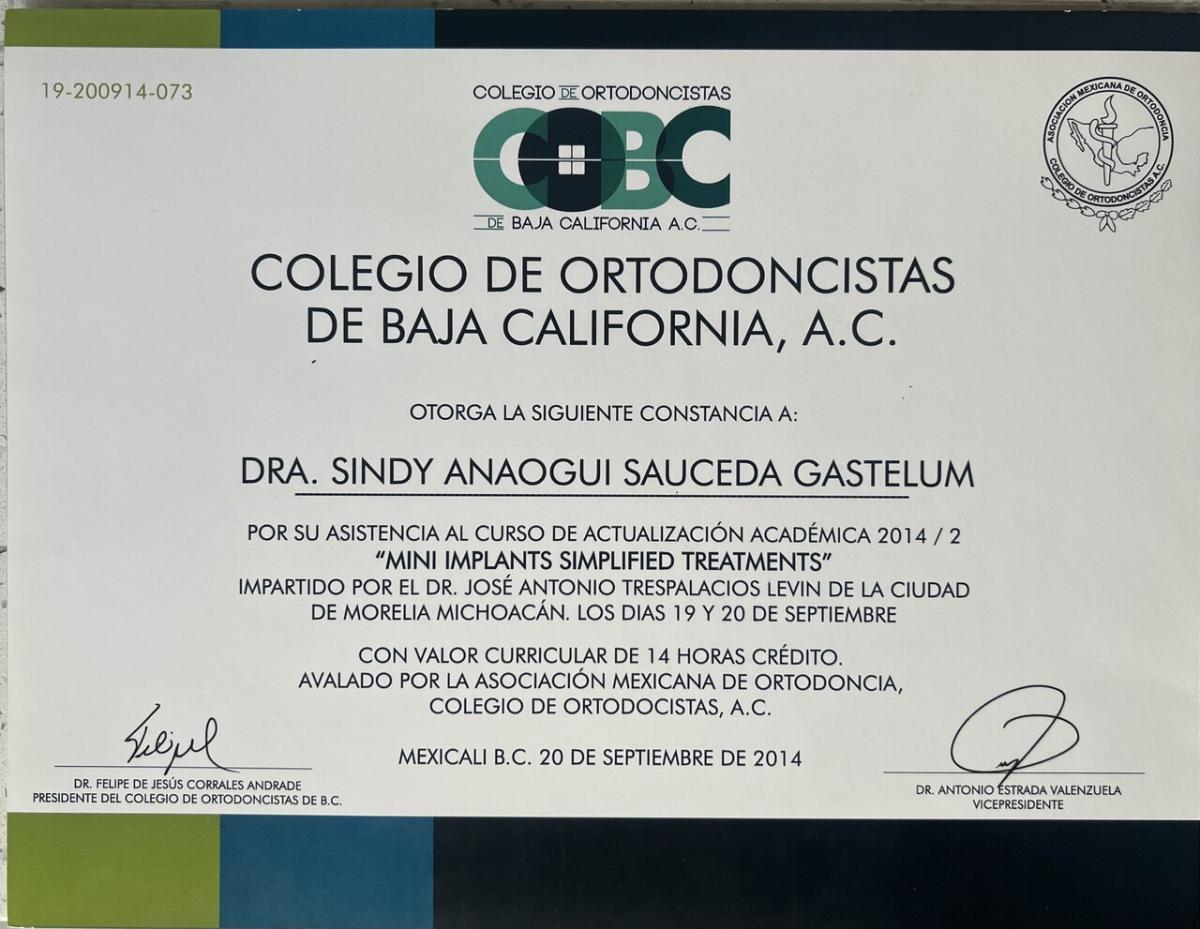 19-200914-073
COLEGIO DE ORTODONCISTAS
COBC
DE BAJA CALIFORNIA A.C.
ASOCIACION MEXICANA DE ORTODONCIA
COLEGIO DE ORTODONCISTAS A.C.
COLEGIO DE ORTODONCISTAS
DE BAJA CALIFORNIA, A.C.
OTORGA LA SIGUIENTE CONSTANCIA A:
DRA. SINDY ANAOGUI SAUCEDA GASTELUM
POR SU ASISTENCIA AL CURSO DE ACTUALIZACIÓN ACADÉMICA 2014 / 2
“MINI IMPLANTS SIMPLIFIED TREATMENTS”
IMPARTIDO POR EL DR. JOSÉ ANTONIO TRESPALACIOS LEVIN DE LA CIUDAD
DE MORELIA MICHOACÁN. LOS DIAS 19 Y 20 DE SEPTIEMBRE
CON VALOR CURRICULAR DE 14 HORAS CRÉDITO.
AVALADO POR LA ASOCIACIÓN MEXICANA DE ORTODONCIA,
COLEGIO DE ORTODOCISTAS, A.C.
MEXICALI B.C. 20 DE SEPTIEMBRE DE 2014
Felipe
DR. FELIPE DE JESÚS CORRALES ANDRADE
PRESIDENTE DEL COLEGIO DE ORTODONCISTAS DE B.C.
DR. ANTONIO ESTRADA VALENZUELA
VICEPRESIDENTE